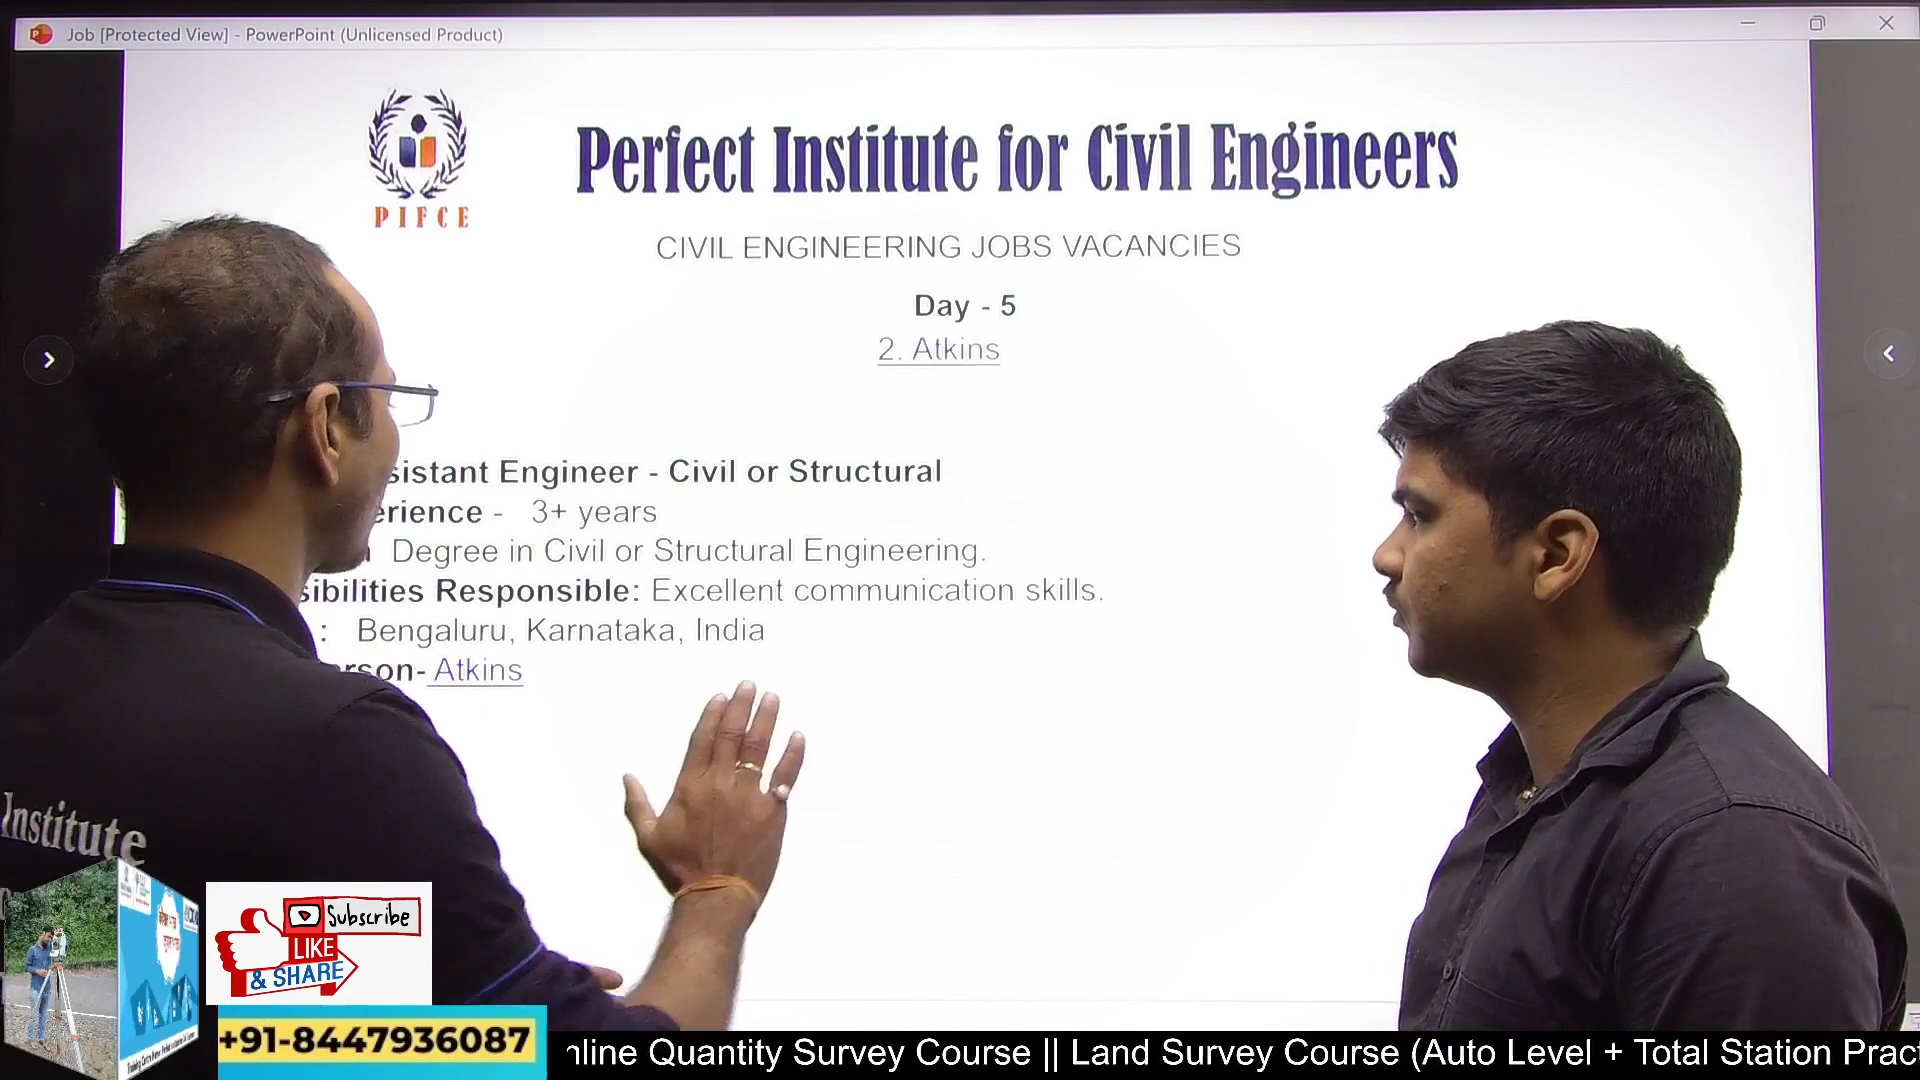 Job [Protected View] - PowerPoint (Unlicensed Product)
PIFCE
Perfect Institute for Civil Engineers
CIVIL ENGINEERING JOBS VACANCIES
Day - 5
2. Atkins
sistant Engineer - Civil or Structural
erience - 3+ years
Degree in Civil or Structural Engineering.
sibilities Responsible: Excellent communication skills.
: Bengaluru, Karnataka, India
rson- Atkins
Institute
Subscribe
LIKE
& SHARE
+91-8447936087
nline Quantity Survey Course || Land Survey Course (Auto Level + Total Station Pract